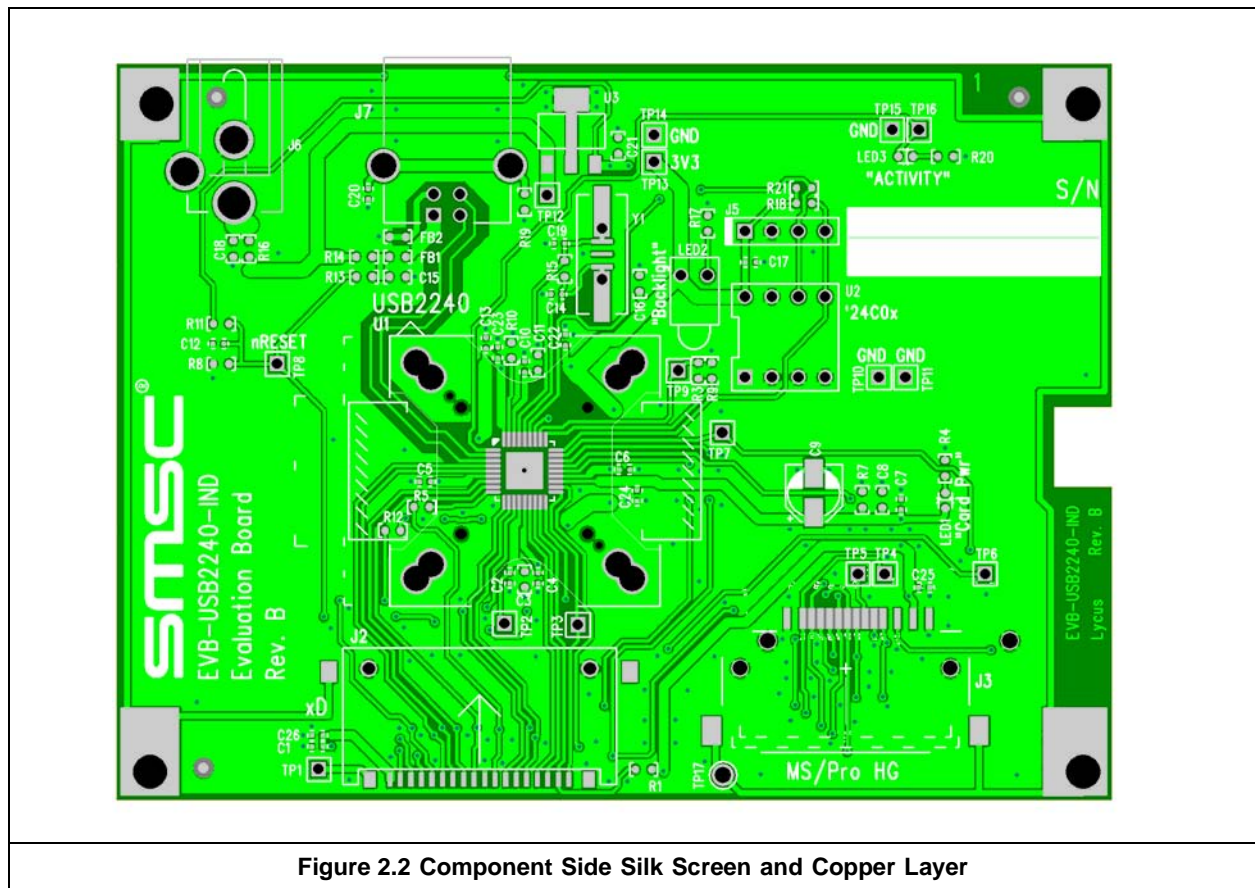 1
U3
J7
TP14
GND
TP15
TP16
GND
J6
C21
3V3
TP13
LED3
R20
"ACTIVITY"
C20
TP12
R21
R18
S/N
R19
Y1
R17
J5
C18
R16
FB2
C19
LED2
R14
FB1
R15
C17
R13
C15
C14
C16
"Backlight"
U2
'24C0x
USB2240
U1
R11
nRESET
C12
R8
TP8
C13
C23
R10
C10
C11
C22
GND
GND
TP10
TP11
TP9
R3
R9
TP7
®
smsc
EVB-USB2240-IND
Evaluation Board
Rev. B
C5
R5
R12
C6
C24
C9
R7
C8
C7
R4
LED1
"Card Pwr"
EVB-USB2240-IND
Lycus Rev. B
TP5
TP4
TP6
C25
C2
C3
C4
TP2
TP3
J2
J3
xD
C26
C1
TP1
R1
TP17
MS/Pro HG
Figure 2.2 Component Side Silk Screen and Copper Layer